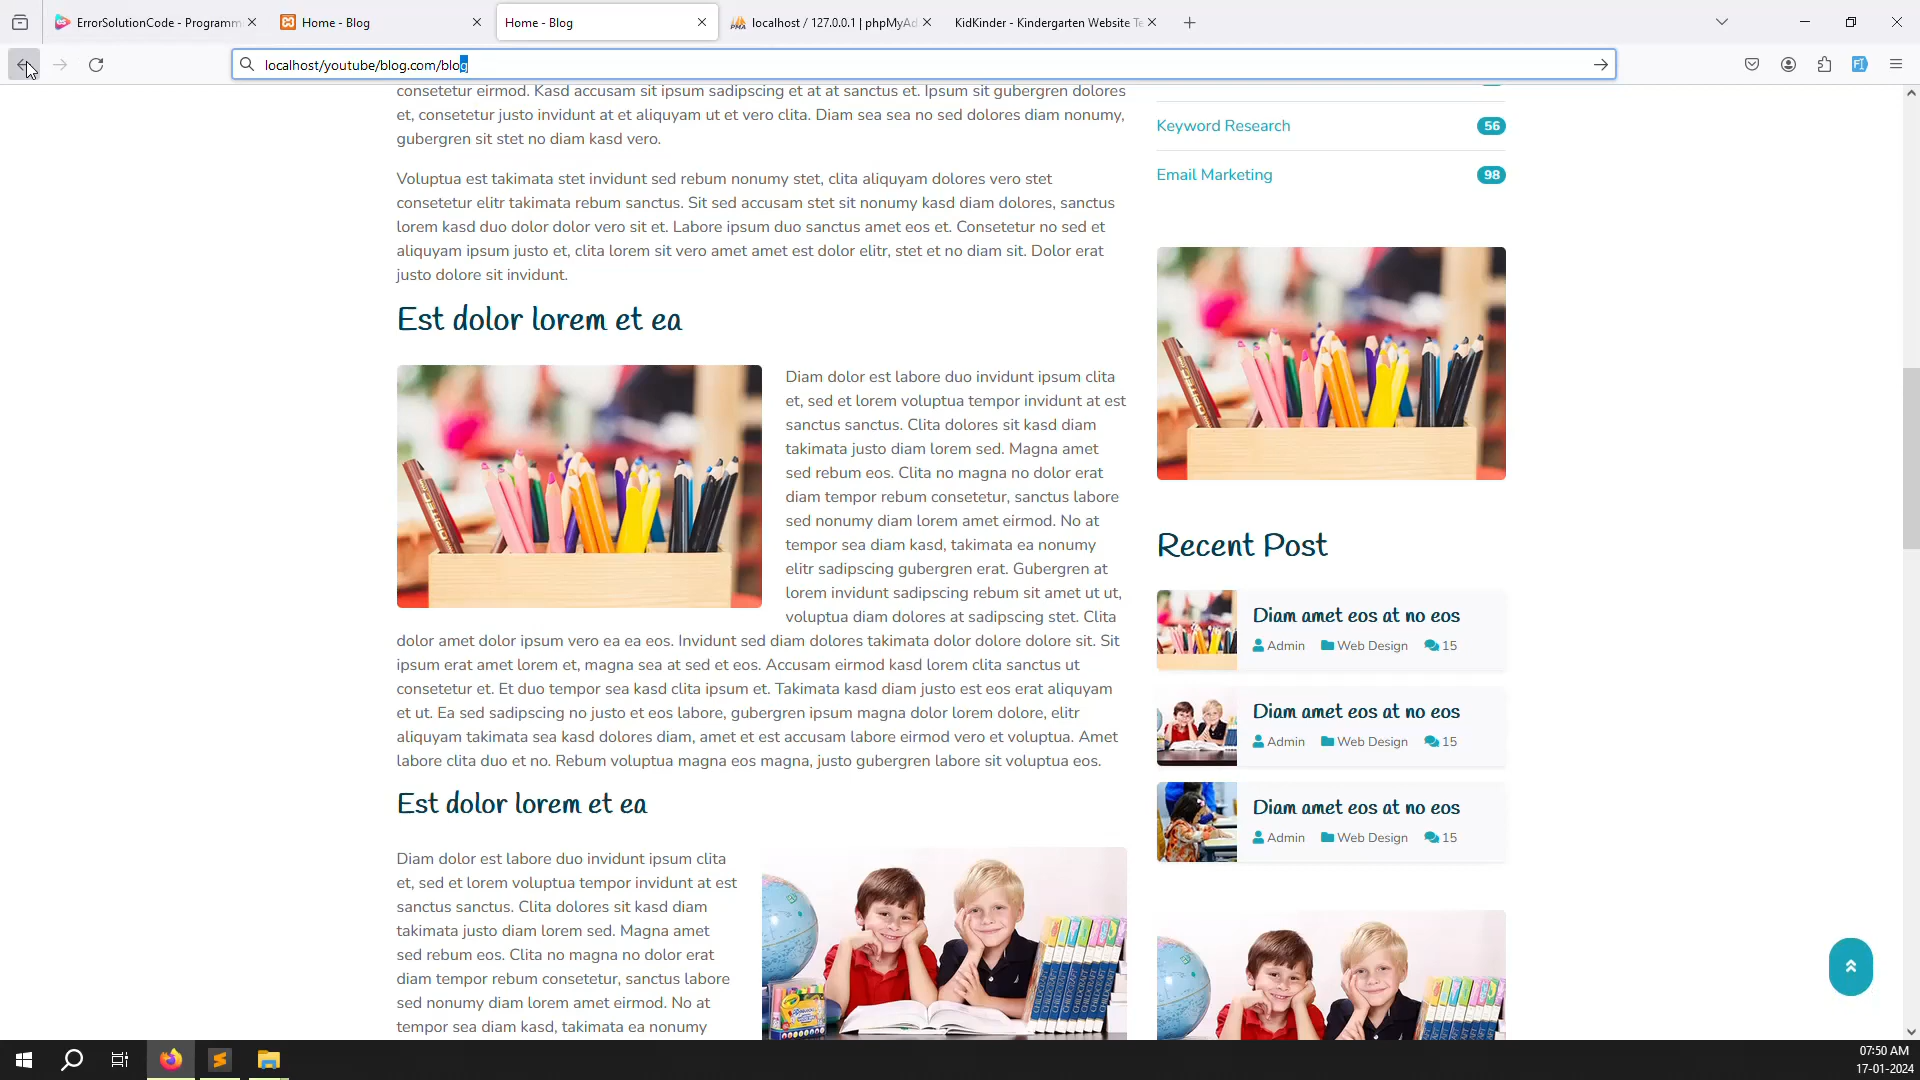 ErrorSolutionCode - Programm
Home - Blog
Home - Blog
localhost / 127.0.0.1 | phpMyAd
KidKinder - Kindergarten Website Te
localhost/youtube/blog.com/blog
consetetur eirmod. Kasd accusam sit ipsum sadipscing et at at sanctus et. Ipsum sit gubergren dolores
et, consetetur justo invidunt at et aliquyam ut et vero clita. Diam sea sea no sed dolores diam nonumy,
gubergren sit stet no diam kasd vero.
Voluptua est takimata stet invidunt sed rebum nonumy stet, clita aliquyam dolores vero stet
consetetur elitr takimata rebum sanctus. Sit sed accusam stet sit nonumy kasd diam dolores, sanctus
lorem kasd duo dolor dolor vero sit et. Labore ipsum duo sanctus amet eos et. Consetetur no sed et
aliquyam ipsum justo et, clita lorem sit vero amet amet est dolor elitr, stet et no diam sit. Dolor erat
justo dolore sit invidunt.
Est dolor lorem et ea
Diam dolor est labore duo invidunt ipsum clita
et, sed et lorem voluptua tempor invidunt at est
sanctus sanctus. Clita dolores sit kasd diam
takimata justo diam lorem sed. Magna amet
sed rebum eos. Clita no magna no dolor erat
diam tempor rebum consetetur, sanctus labore
sed nonumy diam lorem amet eirmod. No at
tempor sea diam kasd, takimata ea nonumy
elitr sadipscing gubergren erat. Gubergren at
lorem invidunt sadipscing rebum sit amet ut ut,
voluptua diam dolores at sadipscing stet. Clita
dolor amet dolor ipsum vero ea ea eos. Invidunt sed diam dolores takimata dolor dolore dolore sit. Sit
ipsum erat amet lorem et, magna sea at sed et eos. Accusam eirmod kasd lorem clita sanctus ut
consetetur et. Et duo tempor sea kasd clita ipsum et. Takimata kasd diam justo est eos erat aliquyam
et ut. Ea sed sadipscing no justo et eos labore, gubergren ipsum magna dolor lorem dolore, elitr
aliquyam takimata sea kasd dolores diam, amet et est accusam labore eirmod vero et voluptua. Amet
labore clita duo et no. Rebum voluptua magna eos magna, justo gubergren labore sit voluptua eos.
Est dolor lorem et ea
Diam dolor est labore duo invidunt ipsum clita
et, sed et lorem voluptua tempor invidunt at est
sanctus sanctus. Clita dolores sit kasd diam
takimata justo diam lorem sed. Magna amet
sed rebum eos. Clita no magna no dolor erat
diam tempor rebum consetetur, sanctus labore
sed nonumy diam lorem amet eirmod. No at
tempor sea diam kasd, takimata ea nonumy
Keyword Research 56
Email Marketing 98
Recent Post
Diam amet eos at no eos
Admin Web Design 15
Diam amet eos at no eos
Admin Web Design 15
Diam amet eos at no eos
Admin Web Design 15
07:50 AM
17-01-2024